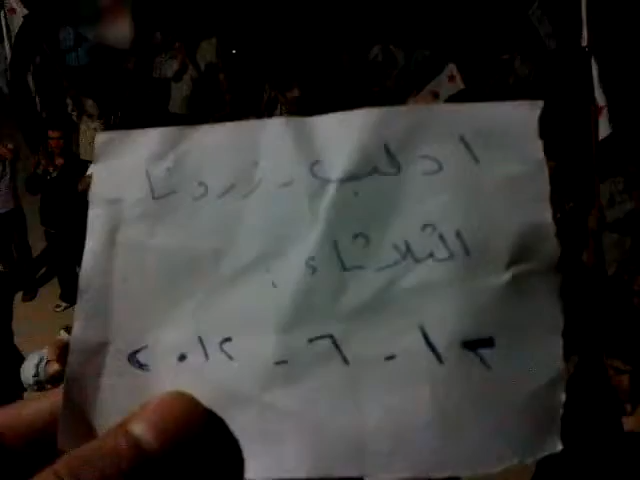 ادلب - زردنا
الثلاثاء:
١٢ - ٦ - ٢٠١٢